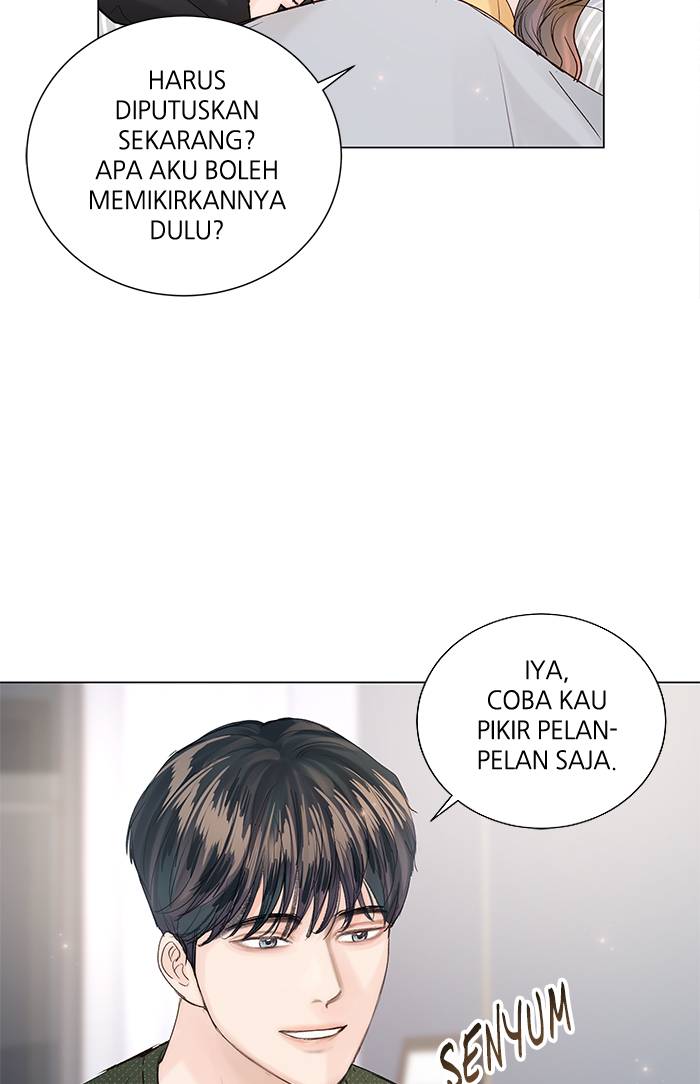 HARUS
DIPUTUSKAN
SEKARANG?
APA AKU BOLEH
MEMIKIRKANNYA
DULU?
IYA,
COBA KAU
PIKIR PELAN-
PELAN SAJA.
SENYUM